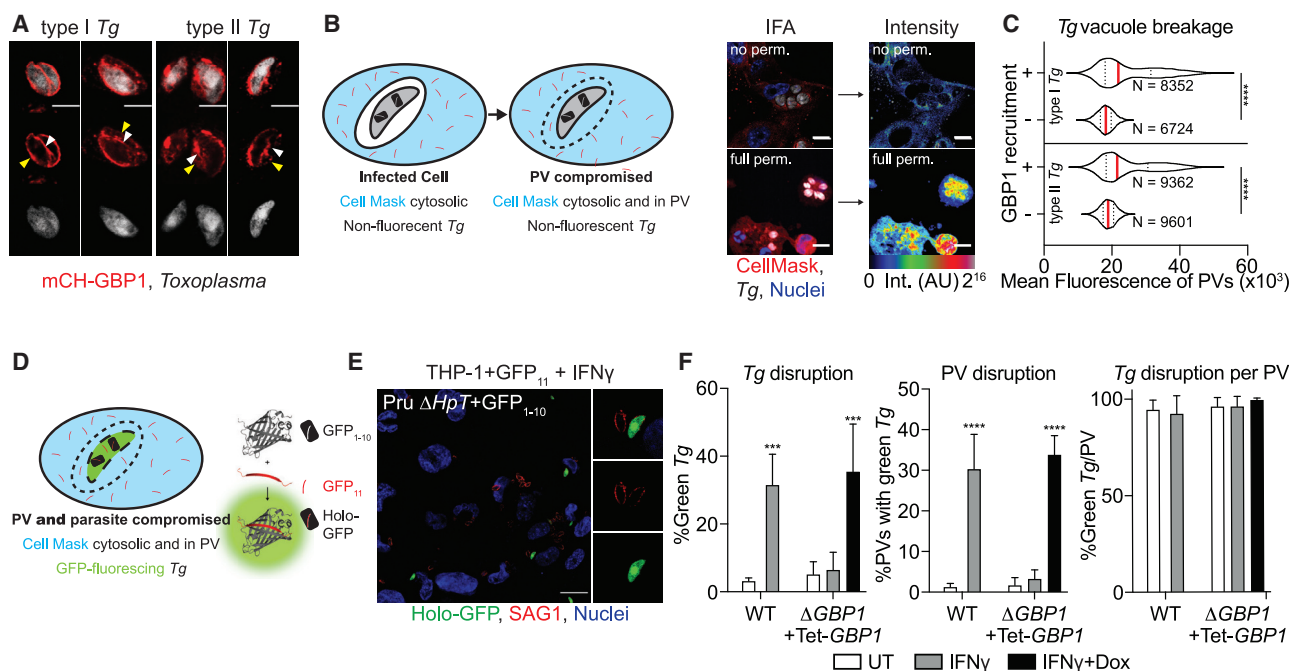 A
type I Tg
type II Tg
mCH-GBP1, Toxoplasma
B
Infected Cell
Cell Mask cytosolic
Non-fluorecent Tg
PV compromised
Cell Mask cytosolic and in PV
Non-fluorescent Tg
IFA
Intensity
no perm.
no perm.
full perm.
full perm.
CellMask,
Tg, Nuclei
0 Int. (AU) 2¹⁶
C
Tg vacuole breakage
GBP1 recruitment
type I Tg
+
N = 8352
****
-
N = 6724
type II Tg
+
N = 9362
****
-
N = 9601
0 20 40 60
Mean Fluorescence of PVs (x10³)
D
GFP₁₋₁₀
+
GFP₁₁
Holo-
GFP
PV and parasite compromised
Cell Mask cytosolic and in PV
GFP-fluorescing Tg
E
THP-1+GFP₁₁ + IFNγ
Pru ΔHpT+GFP₁₋₁₀
Holo-GFP, SAG1, Nuclei
F
Tg disruption
%Green Tg
60
40
20
0
***
***
WT
ΔGBP1
+Tet-GBP1
PV disruption
%PVs with green Tg
50
40
30
20
10
0
****
****
WT
ΔGBP1
+Tet-GBP1
Tg disruption per PV
%Green Tg/PV
100
50
0
WT
ΔGBP1
+Tet-GBP1
UT IFNγ IFNγ+Dox